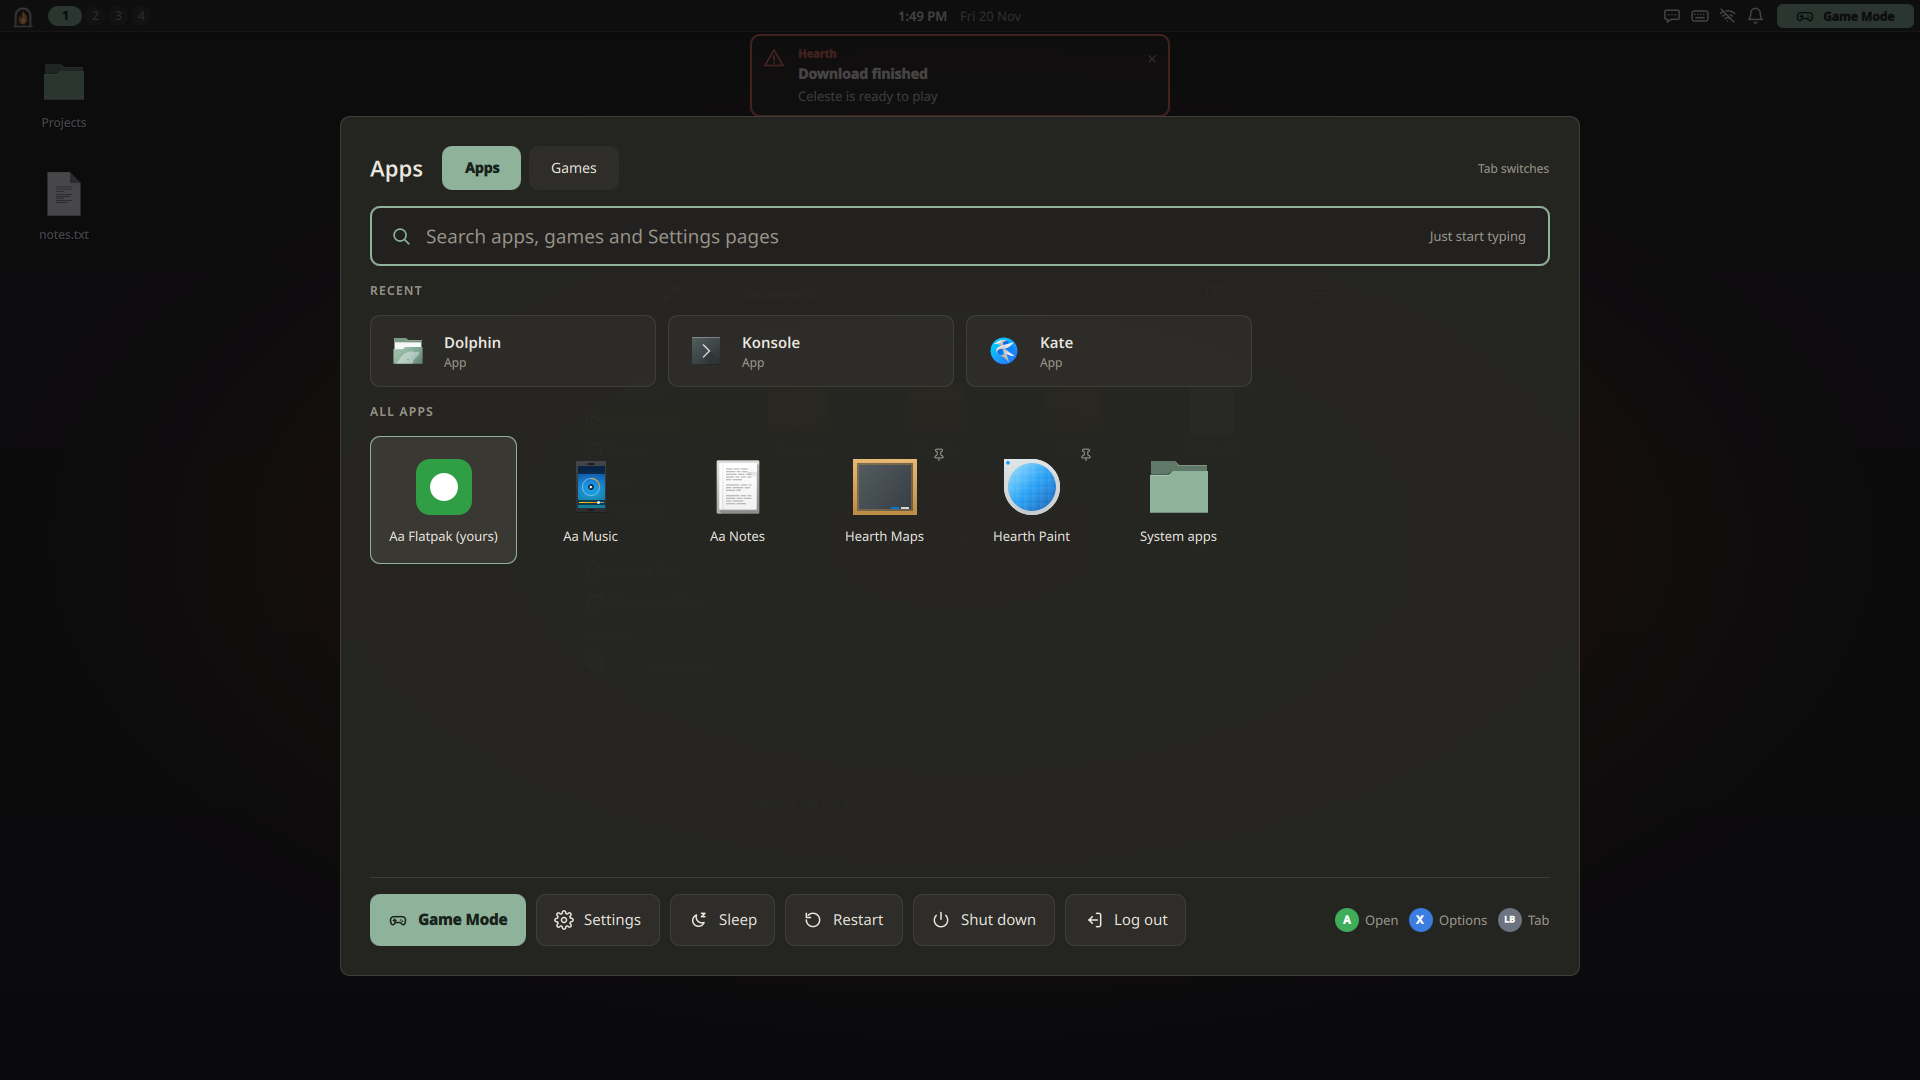 1 2 3 4
1:49 PM Fri 20 Nov
Game Mode
Projects
notes.txt
Hearth
Download finished
Celeste is ready to play
Apps Apps Games Tab switches
Search apps, games and Settings pages Just start typing
RECENT
Dolphin
App
Konsole
App
Kate
App
ALL APPS
Aa Flatpak (yours)
Aa Music
Aa Notes
Hearth Maps
Hearth Paint
System apps
Game Mode Settings Sleep Restart Shut down Log out A Open X Options LB Tab